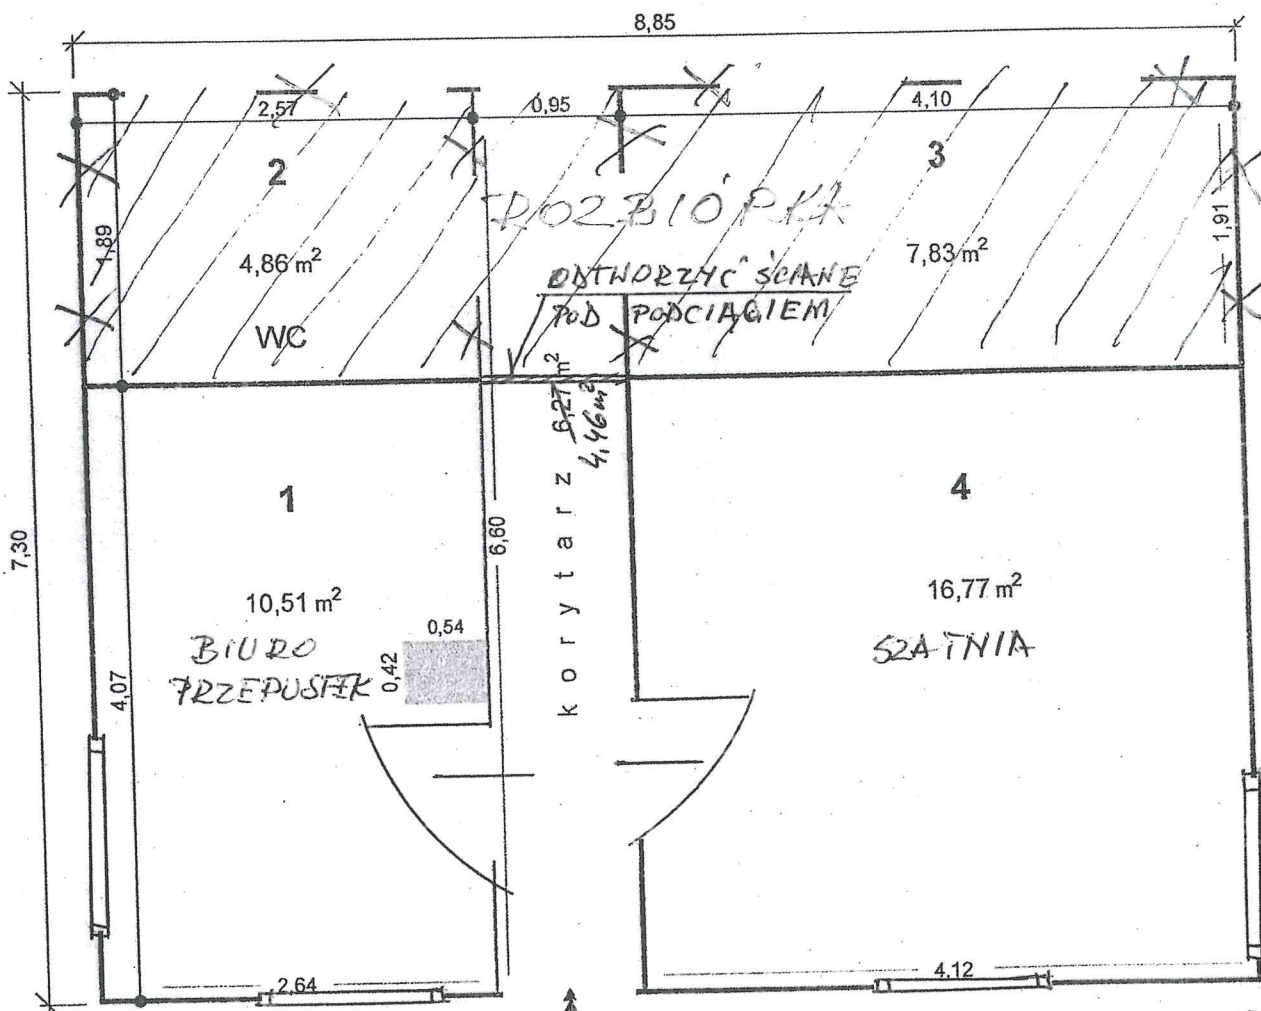 8,85
2,57
0,95
4,10
2
3
1,89
1,91
ROZBIÓRKA
4,86 m²
7,83 m²
ODTWORZYĆ ŚCIANE
POD PODCIĄGIEM
WC
korytarz 6,27 m²
4,46 m²
1
4
7,30
6,60
10,51 m²
16,77 m²
BIURO
PRZEPUSTEK
0,54
0,42
SZATNIA
4,07
2,64
4,12